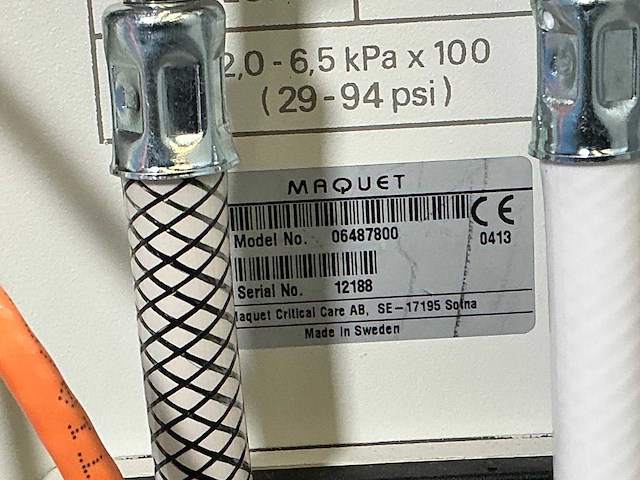 2,0 - 6,5 kPa x 100
(29 - 94 psi)
MAQUET
CE
Model No. 06487800
0413
Serial No. 12188
Maquet Critical Care AB, SE-17195 Solna
Made in Sweden